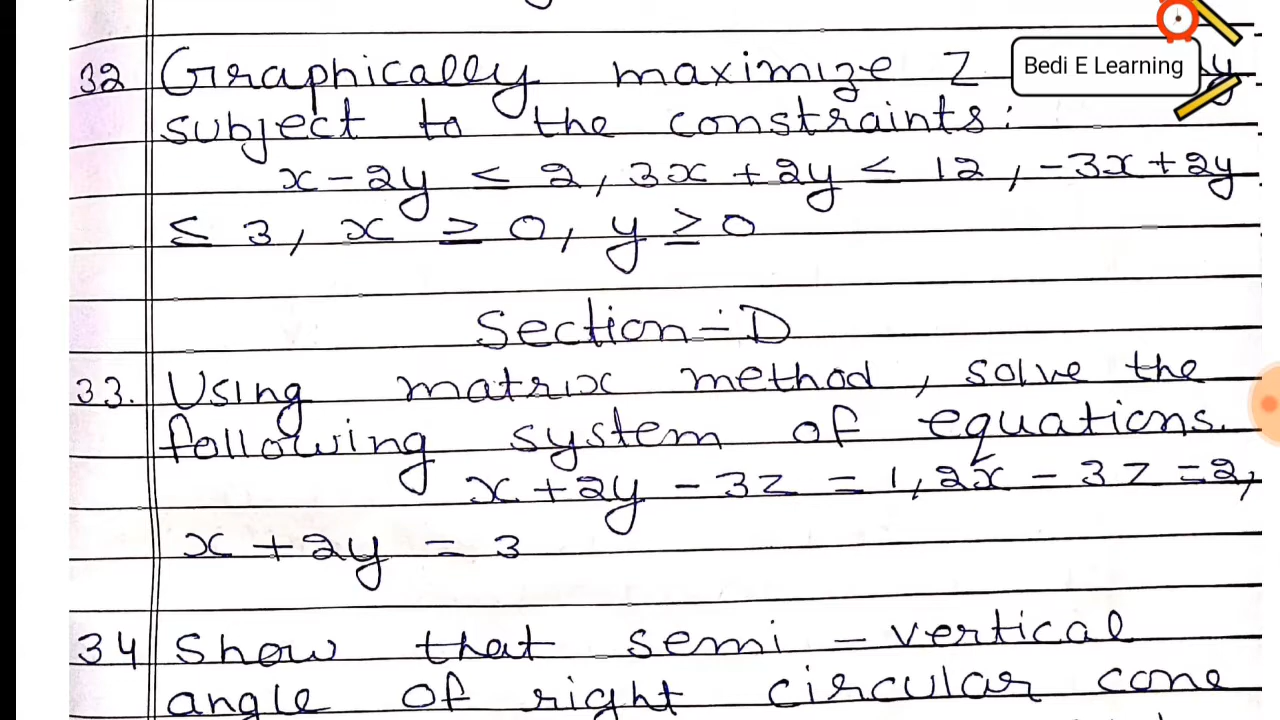 32 Graphically maximize Z y
Bedi E Learning
subject to the constraints:
x - 2y < 2, 3x + 2y < 12, -3x + 2y
≤ 3, x ≥ 0, y ≥ 0
Section - D
33. Using matrix method, solve the
following system of equations.
x + 2y - 3z = 1, 2x - 3z = 2,
x + 2y = 3
34 Show that semi - vertical
angle of right circular cone